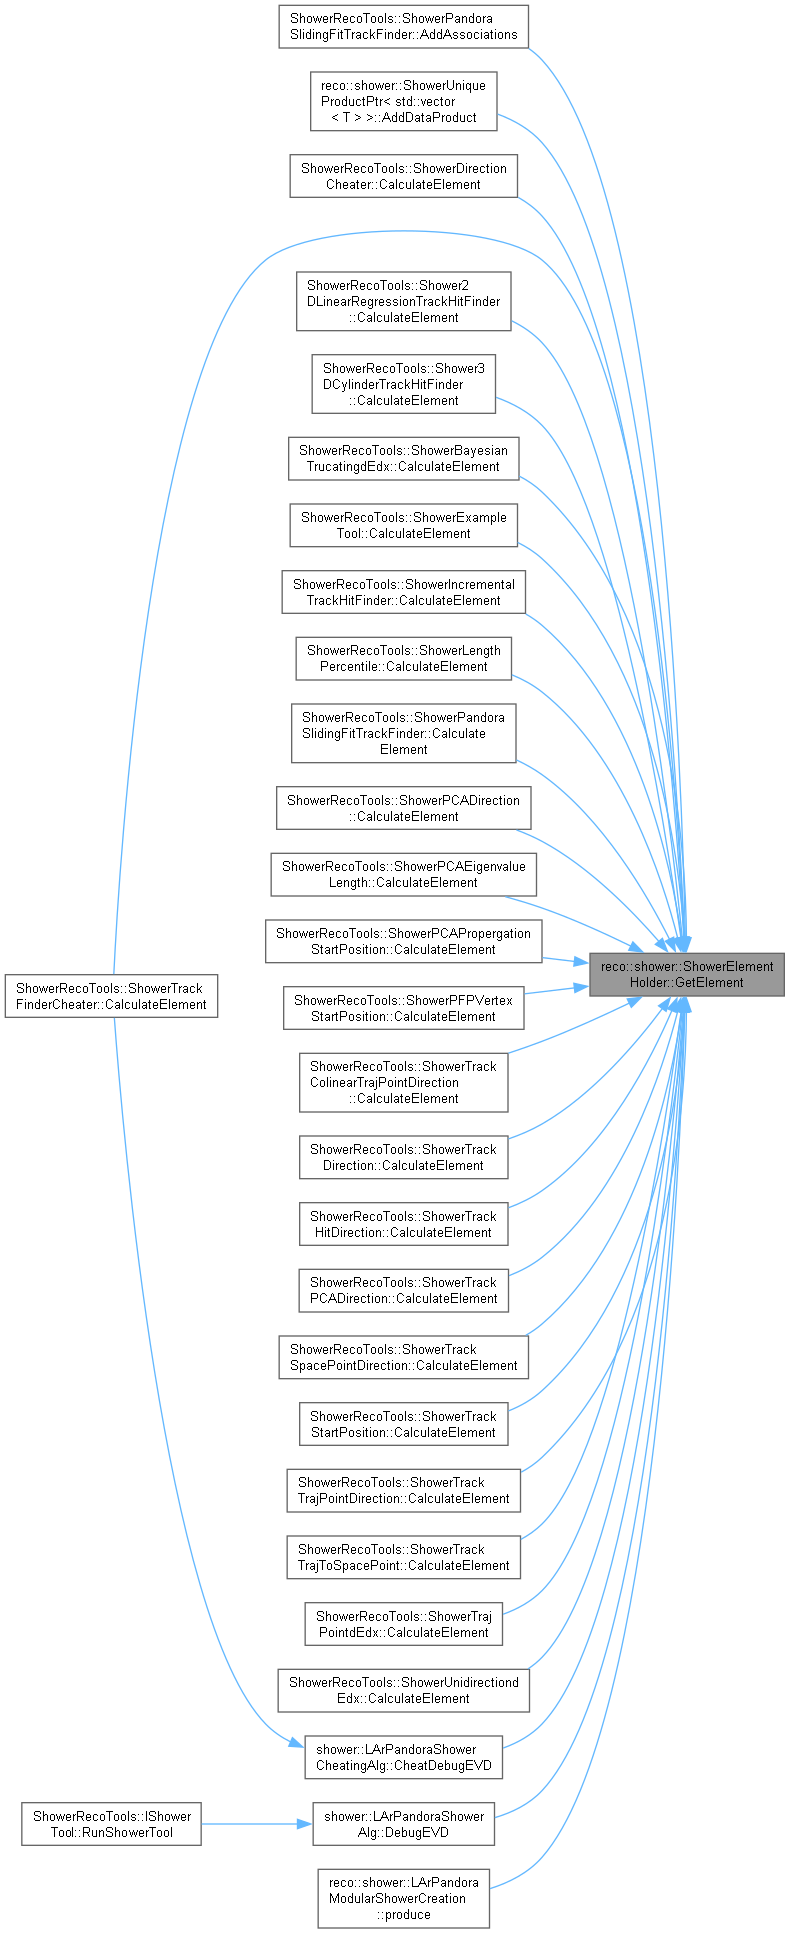 ShowerRecoTools::ShowerPandora
SlidingFitTrackFinder::AddAssociations
reco::shower::ShowerUnique
ProductPtr< std::vector
< T > >::AddDataProduct
ShowerRecoTools::ShowerDirection
Cheater::CalculateElement
ShowerRecoTools::Shower2
DLinearRegressionTrackHitFinder
::CalculateElement
ShowerRecoTools::Shower3
DCylinderTrackHitFinder
::CalculateElement
ShowerRecoTools::ShowerBayesian
TrucatingdEdx::CalculateElement
ShowerRecoTools::ShowerExample
Tool::CalculateElement
ShowerRecoTools::ShowerIncremental
TrackHitFinder::CalculateElement
ShowerRecoTools::ShowerLength
Percentile::CalculateElement
ShowerRecoTools::ShowerPandora
SlidingFitTrackFinder::Calculate
Element
ShowerRecoTools::ShowerPCADirection
::CalculateElement
ShowerRecoTools::ShowerPCAEigenvalue
Length::CalculateElement
ShowerRecoTools::ShowerPCAPropergation
StartPosition::CalculateElement
reco::shower::ShowerElement
Holder::GetElement
ShowerRecoTools::ShowerTrack
FinderCheater::CalculateElement
ShowerRecoTools::ShowerPFPVertex
StartPosition::CalculateElement
ShowerRecoTools::ShowerTrack
ColinearTrajPointDirection
::CalculateElement
ShowerRecoTools::ShowerTrack
Direction::CalculateElement
ShowerRecoTools::ShowerTrack
HitDirection::CalculateElement
ShowerRecoTools::ShowerTrack
PCADirection::CalculateElement
ShowerRecoTools::ShowerTrack
SpacePointDirection::CalculateElement
ShowerRecoTools::ShowerTrack
StartPosition::CalculateElement
ShowerRecoTools::ShowerTrack
TrajPointDirection::CalculateElement
ShowerRecoTools::ShowerTrack
TrajToSpacePoint::CalculateElement
ShowerRecoTools::ShowerTraj
PointdEdx::CalculateElement
ShowerRecoTools::ShowerUnidirectiond
Edx::CalculateElement
shower::LArPandoraShower
CheatingAlg::CheatDebugEVD
ShowerRecoTools::IShower
Tool::RunShowerTool
shower::LArPandoraShower
Alg::DebugEVD
reco::shower::LArPandora
ModularShowerCreation
::produce